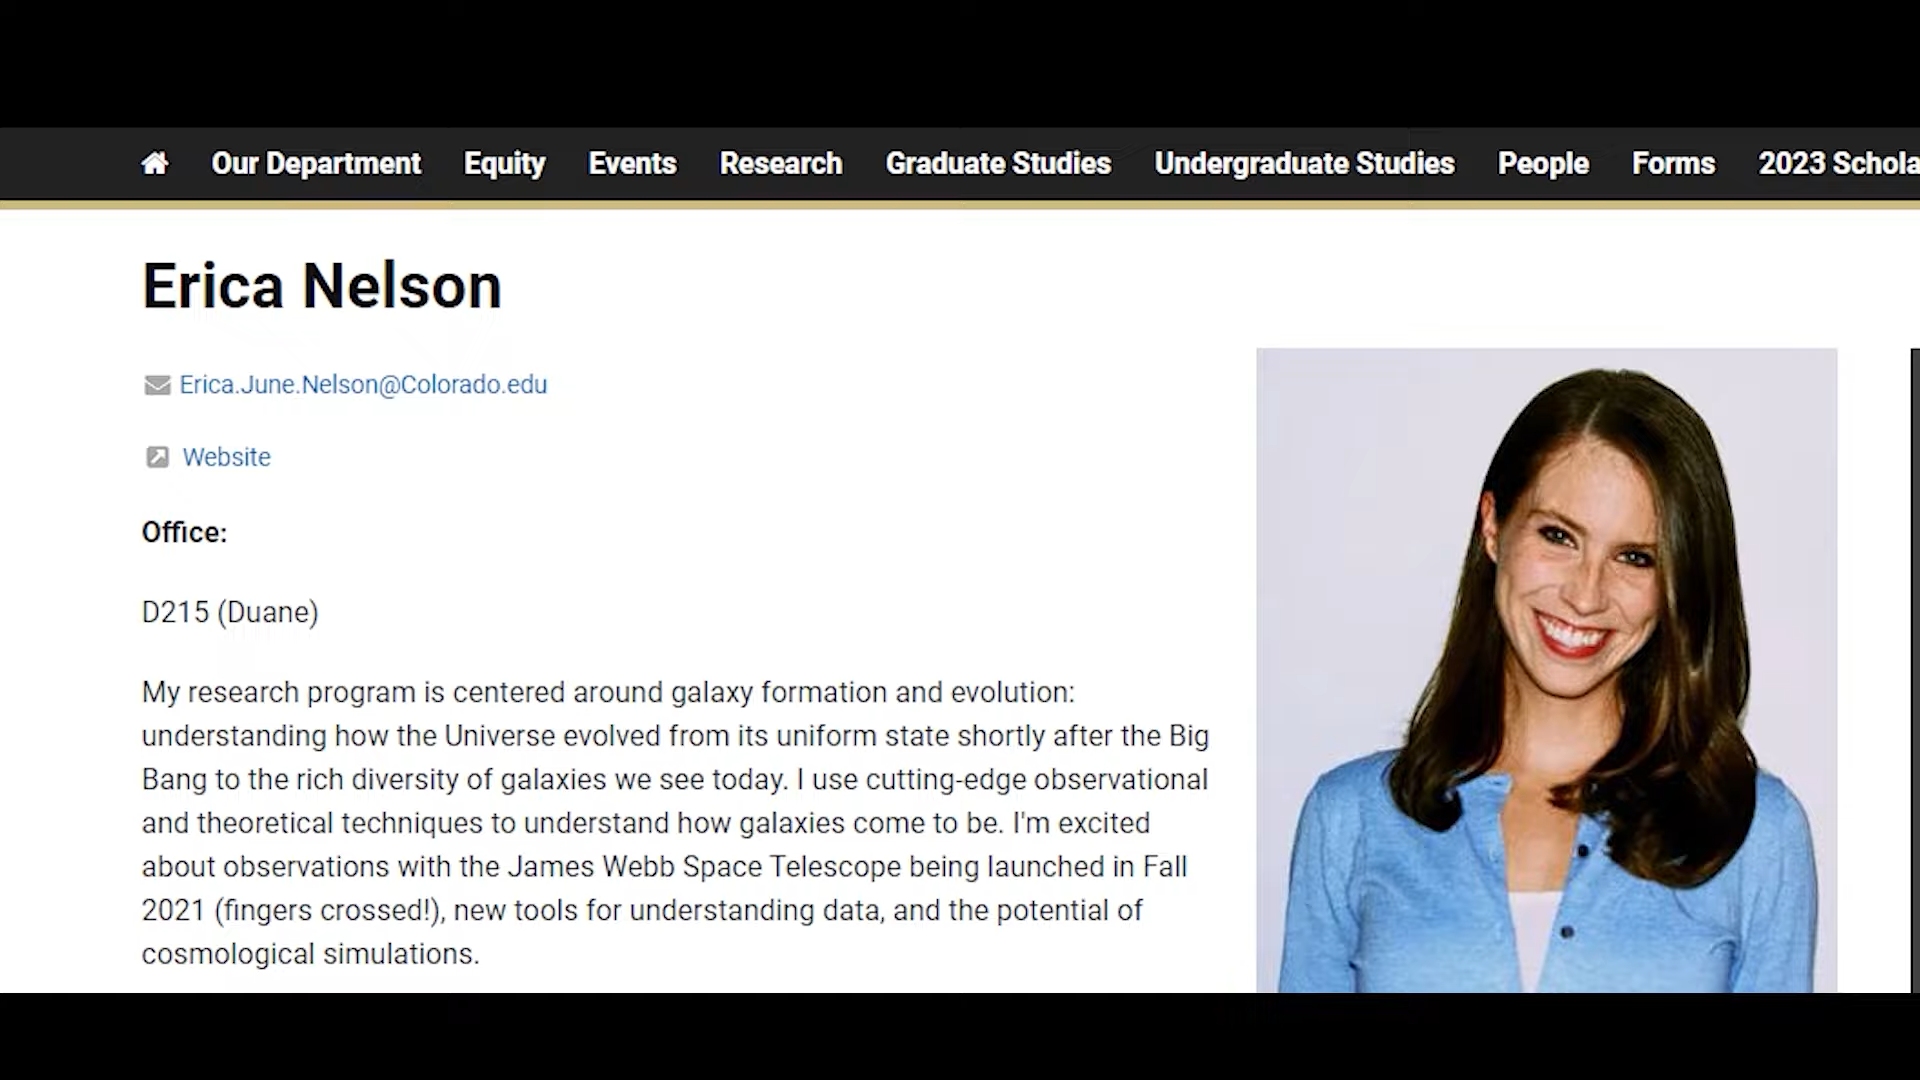 Our Department Equity Events Research Graduate Studies Undergraduate Studies People Forms 2023 Schola
Erica Nelson
Erica.June.Nelson@Colorado.edu
Website
Office:
D215 (Duane)
My research program is centered around galaxy formation and evolution:
understanding how the Universe evolved from its uniform state shortly after the Big
Bang to the rich diversity of galaxies we see today. I use cutting-edge observational
and theoretical techniques to understand how galaxies come to be. I'm excited
about observations with the James Webb Space Telescope being launched in Fall
2021 (fingers crossed!), new tools for understanding data, and the potential of
cosmological simulations.